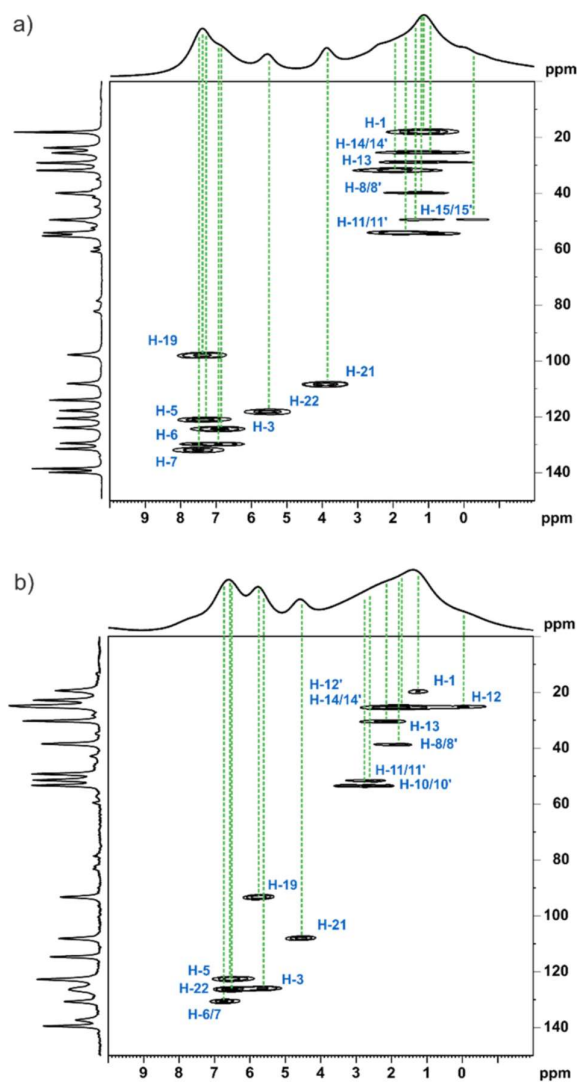 a)
ppm
H-1
20
H-14/14'
H-13
H-8/8'
40
H-15/15'
H-11/11'
60
80
H-19
100
H-21
H-22
H-5
120
H-3
H-6
H-7
140
9 8 7 6 5 4 3 2 1 0 ppm
b)
ppm
H-12'
H-1
20
H-14/14'
H-12
H-13
H-8/8'
40
H-11/11'
H-10/10'
60
80
H-19
100
H-21
H-5
120
H-3
H-22
H-6/7
140
9 8 7 6 5 4 3 2 1 0 ppm